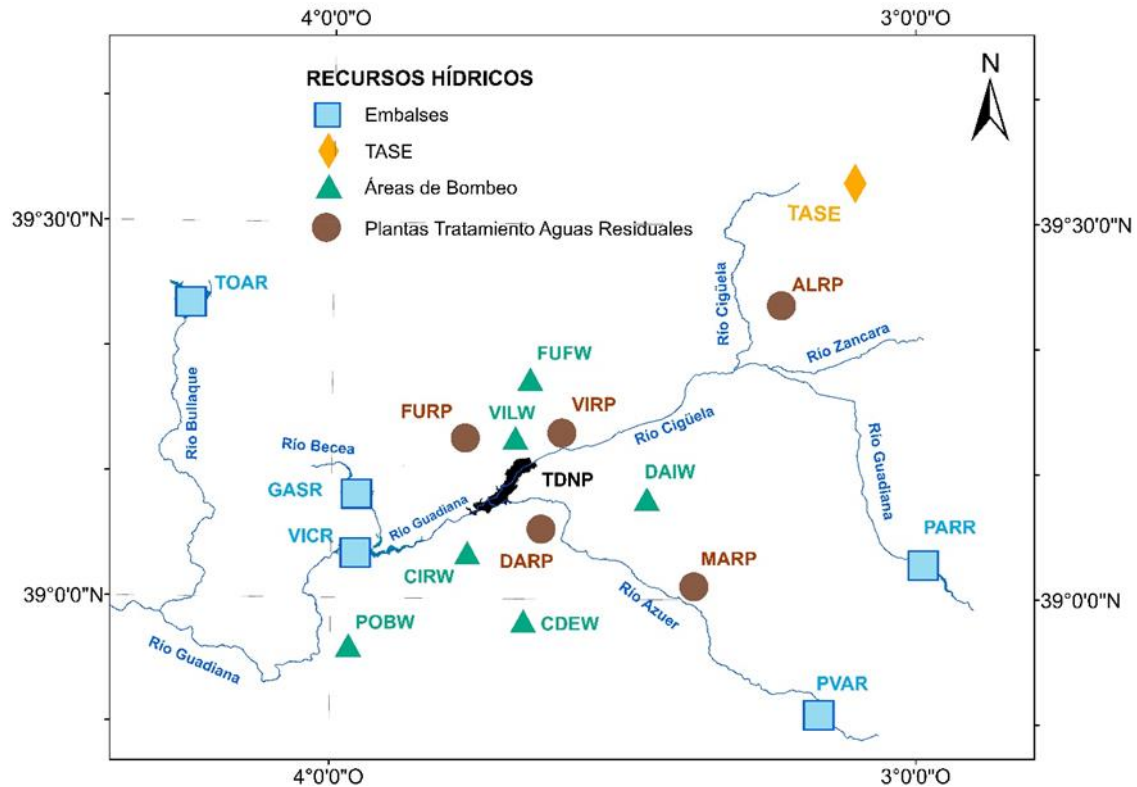 4°0'0"O
3°0'0"O
RECURSOS HÍDRICOS
N
Embalses
TASE
Áreas de Bombeo
Plantas Tratamiento Aguas Residuales
39°30'0"N
39°30'0"N
TASE
TOAR
ALRP
Río Cigüela
Río Zancara
FUFW
Río Bullaque
FURP
VILW
VIRP
Río Cigüela
Río Becea
Río Guadiana
GASR
TDNP
DAIW
Río Guadiana
VICR
DARP
PARR
CIRW
MARP
39°0'0"N
39°0'0"N
Río Azuer
POBW
CDEW
Río Guadiana
PVAR
4°0'0"O
3°0'0"O